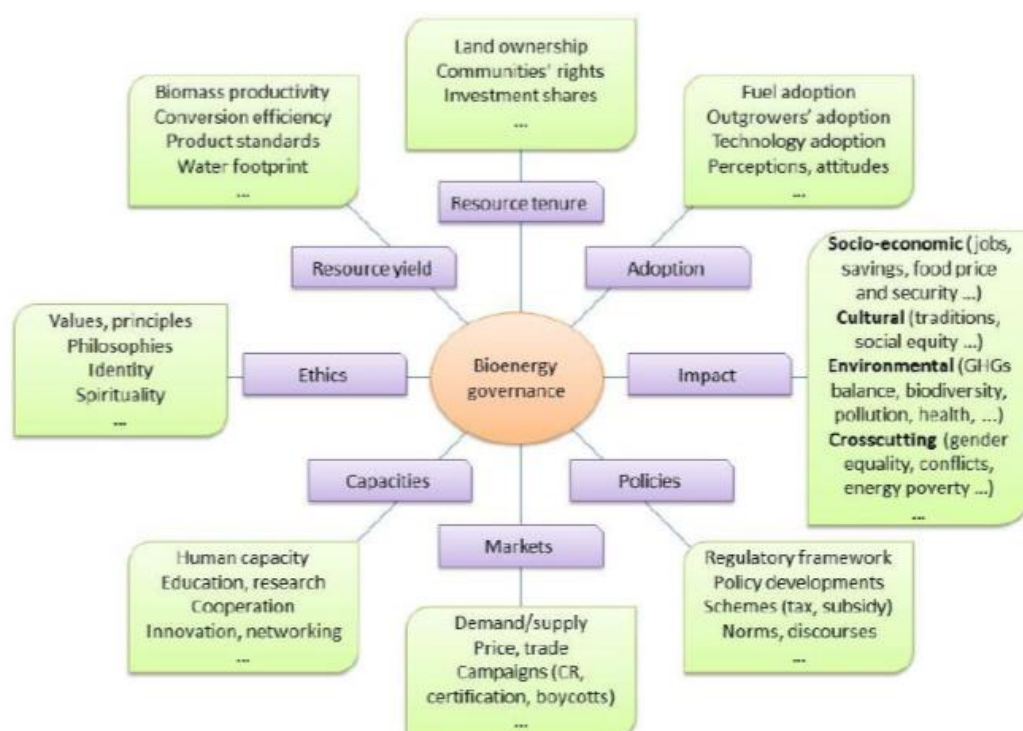 Land ownership
Communities' rights
Investment shares
...
Biomass productivity
Conversion efficiency
Product standards
Water footprint
...
Fuel adoption
Outgrowers' adoption
Technology adoption
Perceptions, attitudes
...
Resource tenure
Resource yield
Adoption
Socio-economic (jobs,
savings, food price
and security ...)
Cultural (traditions,
social equity ...)
Environmental (GHGs
balance, biodiversity,
pollution, health, ...)
Crosscutting (gender
equality, conflicts,
energy poverty ...)
...
Values, principles
Philosophies
Identity
Spirituality
...
Ethics
Bioenergy
governance
Impact
Capacities
Policies
Markets
Human capacity
Education, research
Cooperation
Innovation, networking
...
Demand/supply
Price, trade
Campaigns (CR,
certification, boycotts)
...
Regulatory framework
Policy developments
Schemes (tax, subsidy)
Norms, discourses
...